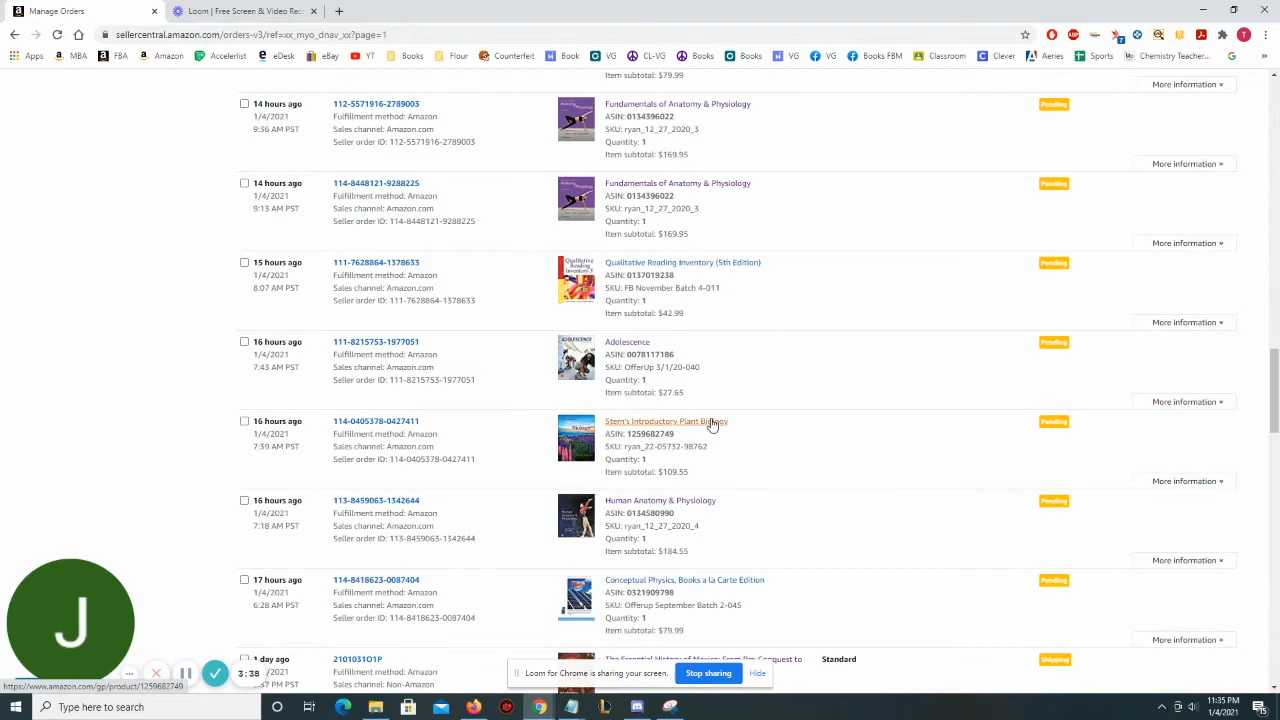 Manage Orders
Loom | Free Screen & Video Rec
sellercentral.amazon.com/orders-v3/ref=xx_myo_dnav_xx?page=1
Apps MBA FBA Amazon Accelerlist eDesk eBay YT Books Flour Counterfeit Book VG CL-VG Books Books VG VG Books FBM Classroom Clever Aeries Sports Chemistry Teacher...
Item subtotal: $79.99
More information
14 hours ago
1/4/2021
9:36 AM PST
112-5571916-2789003
Fulfillment method: Amazon
Sales channel: Amazon.com
Seller order ID: 112-5571916-2789003
Fundamentals of Anatomy & Physiology
ASIN: 0134396022
SKU: ryan_12_27_2020_3
Quantity: 1
Item subtotal: $169.95
Pending
More information
14 hours ago
1/4/2021
9:13 AM PST
114-8448121-9288225
Fulfillment method: Amazon
Sales channel: Amazon.com
Seller order ID: 114-8448121-9288225
Fundamentals of Anatomy & Physiology
ASIN: 0134396022
SKU: ryan_12_27_2020_3
Quantity: 1
Item subtotal: $169.95
Pending
More information
15 hours ago
1/4/2021
8:07 AM PST
111-7628864-1378633
Fulfillment method: Amazon
Sales channel: Amazon.com
Seller order ID: 111-7628864-1378633
Qualitative Reading Inventory (5th Edition)
ASIN: 0137019238
SKU: FB November Batch 4-011
Quantity: 1
Item subtotal: $42.99
Pending
More information
16 hours ago
1/4/2021
7:43 AM PST
111-8215753-1977051
Fulfillment method: Amazon
Sales channel: Amazon.com
Seller order ID: 111-8215753-1977051
ADOLESCENCE
Adolescence
ASIN: 0078117186
SKU: OfferUp 3/1/20-040
Quantity: 1
Item subtotal: $27.65
Pending
More information
16 hours ago
1/4/2021
7:39 AM PST
114-0405378-0427411
Fulfillment method: Amazon
Sales channel: Amazon.com
Seller order ID: 114-0405378-0427411
Biology
Stern's Introductory Plant Biology
ASIN: 1259682749
SKU: ryan_22-05732-98762
Quantity: 1
Item subtotal: $109.55
Pending
More information
16 hours ago
1/4/2021
7:18 AM PST
113-8459063-1342644
Fulfillment method: Amazon
Sales channel: Amazon.com
Seller order ID: 113-8459063-1342644
Human Anatomy & Physiology
ASIN: 0134580990
SKU: ryan_12_27_2020_4
Quantity: 1
Item subtotal: $184.55
Pending
More information
17 hours ago
1/4/2021
6:28 AM PST
114-8418623-0087404
Fulfillment method: Amazon
Sales channel: Amazon.com
Seller order ID: 114-8418623-0087404
Conceptual Physics, Books a la Carte Edition
ASIN: 0321909798
SKU: Offerup September Batch 2-045
Quantity: 1
Item subtotal: $79.99
Pending
More information
1 day ago
1/4/2021
2101031O1P
Fulfillment method: Amazon
Sales channel: Non-Amazon
The Essential History of Mexico: From Pre-Conquest to
Standard
Shipping
J
3:38
Loom for Chrome is sharing your screen.
Stop sharing
Hide
https://www.amazon.com/gp/product/1259682749
Type here to search
11:35 PM
1/4/2021